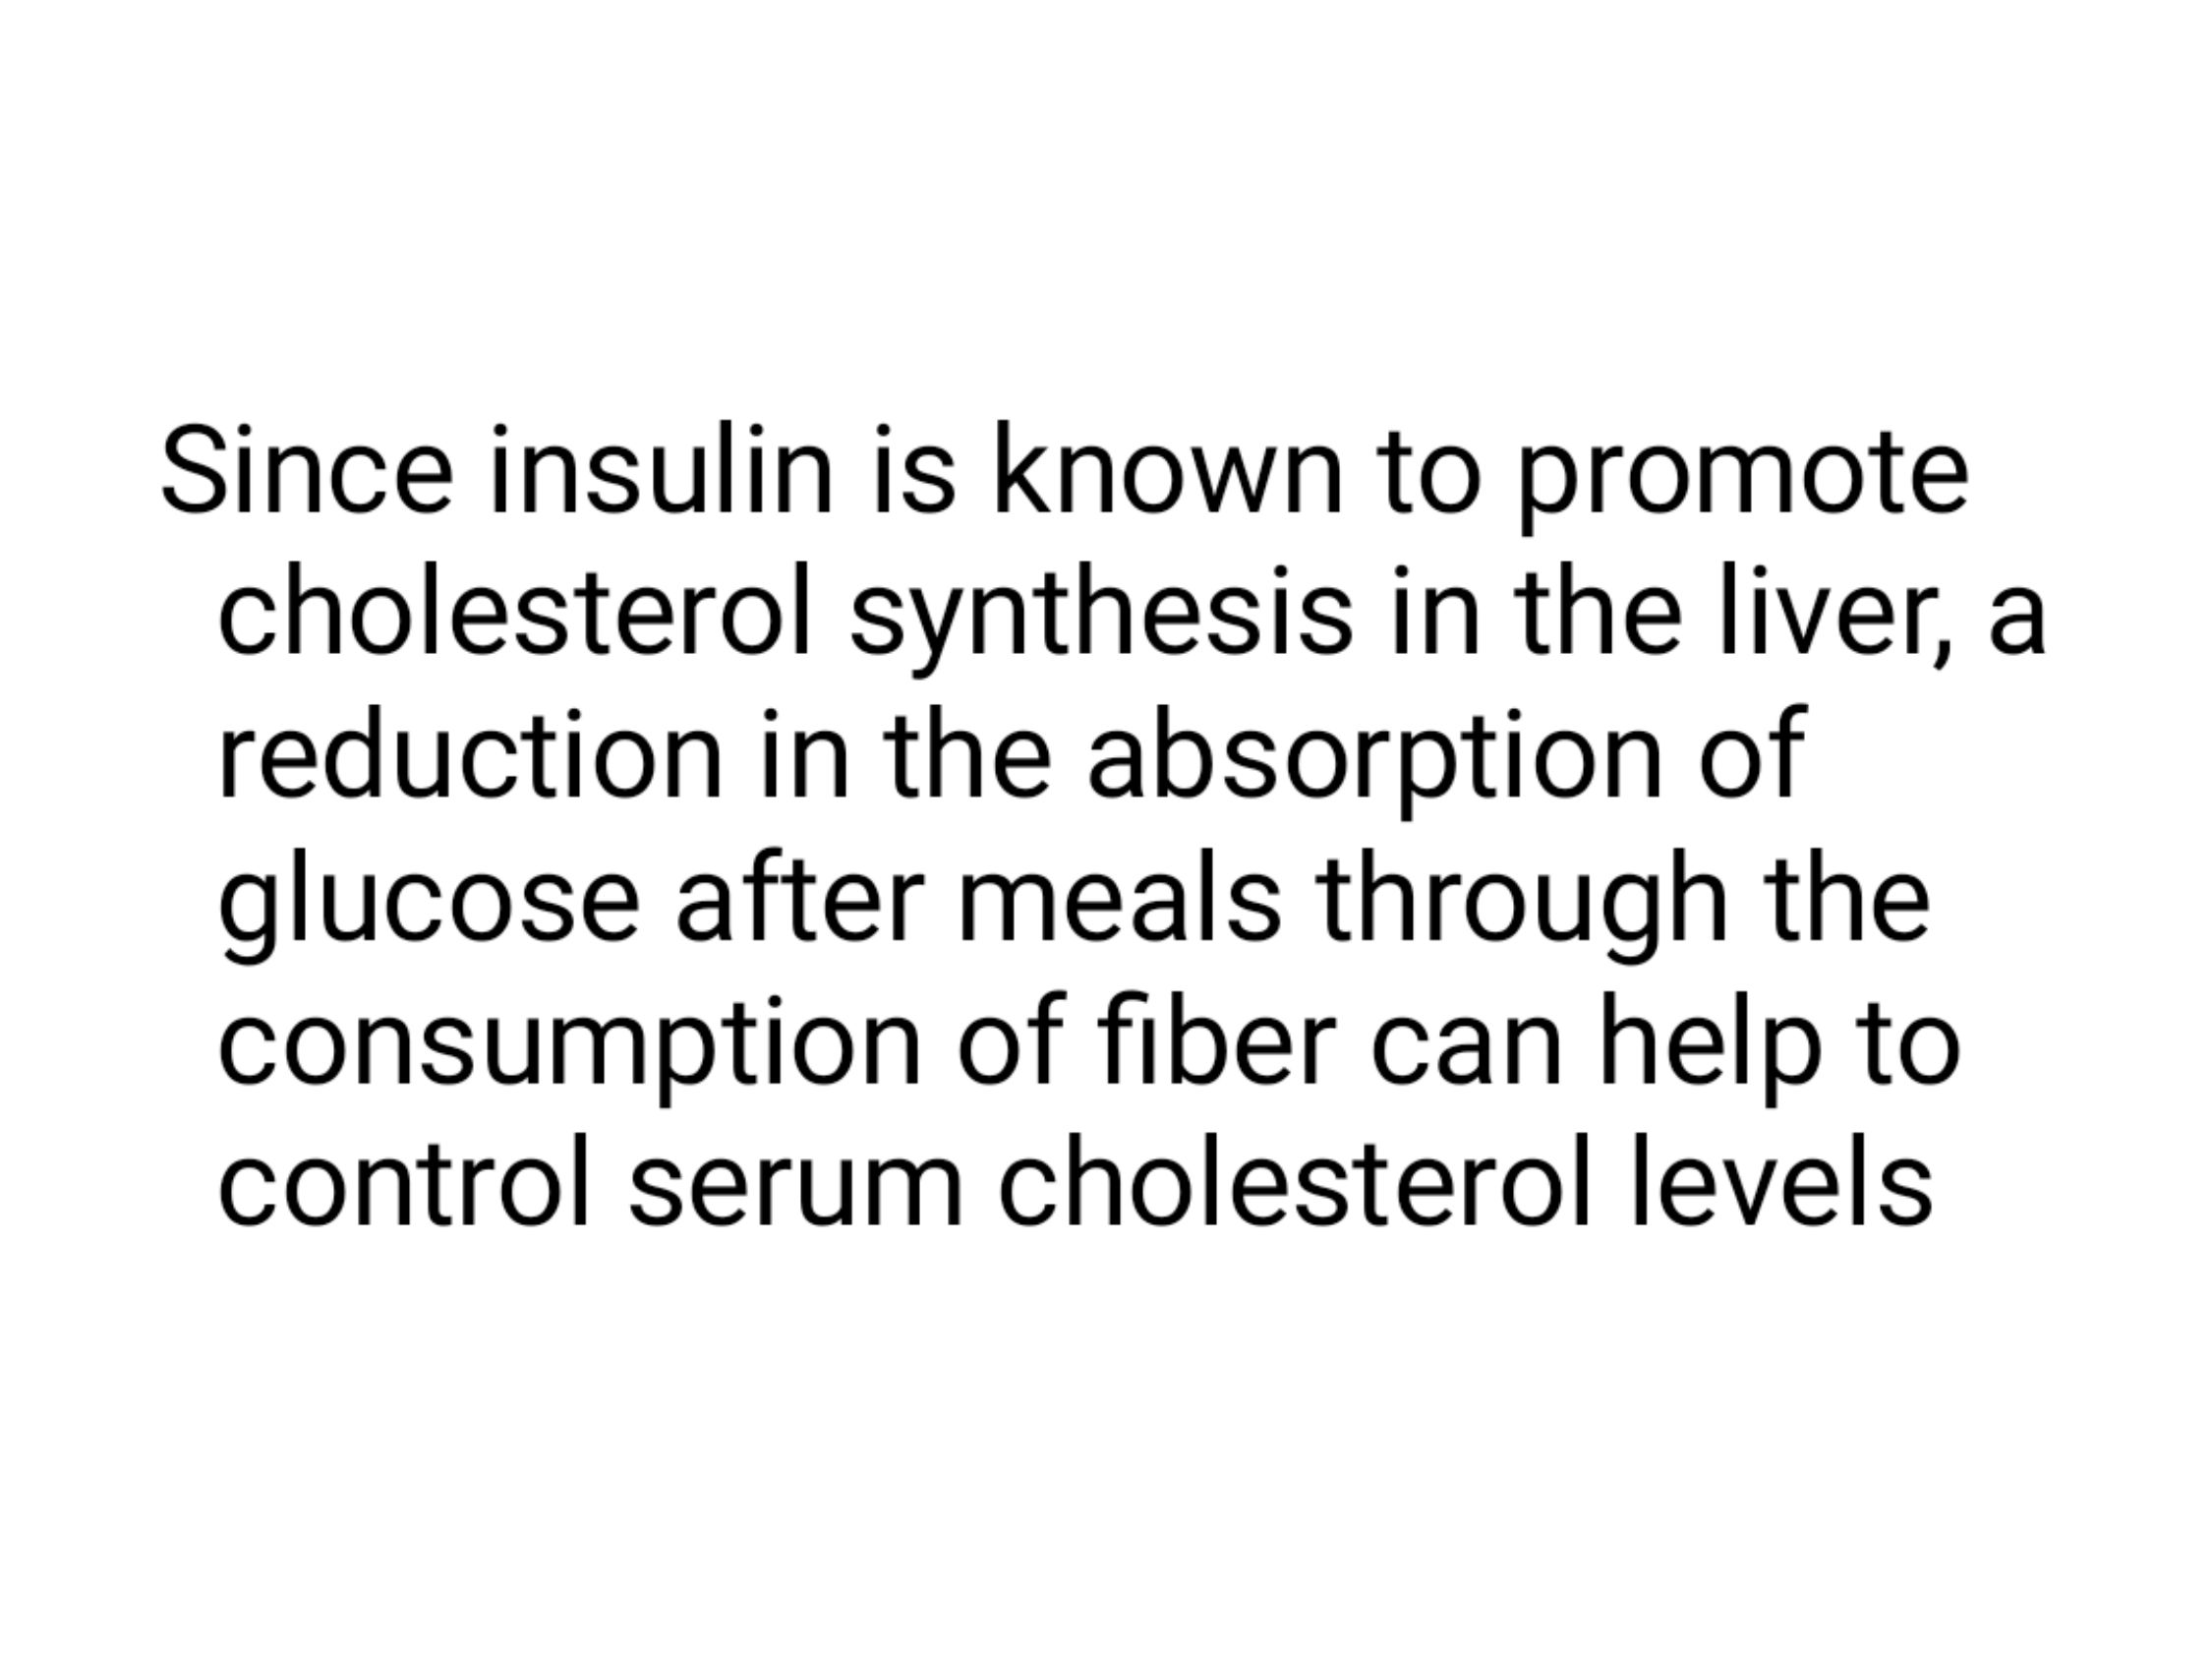 Since insulin is known to promote
cholesterol synthesis in the liver, a
reduction in the absorption of
glucose after meals through the
consumption of fiber can help to
control serum cholesterol levels